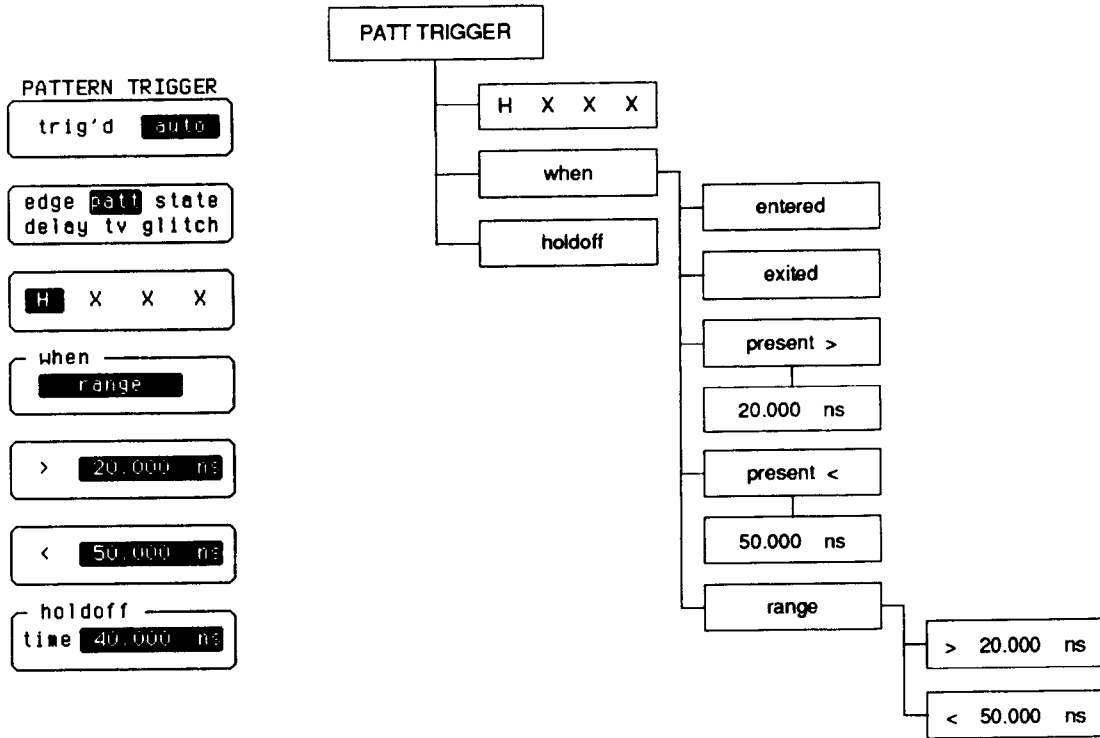 PATTERN TRIGGER
trig'd auto
edge patt state
delay tv glitch
H X X X
when
range
> 20.000 ns
< 50.000 ns
holdoff
time 40.000 ns
PATT TRIGGER
H X X X
when
holdoff
entered
exited
present >
20.000 ns
present <
50.000 ns
range
> 20.000 ns
< 50.000 ns